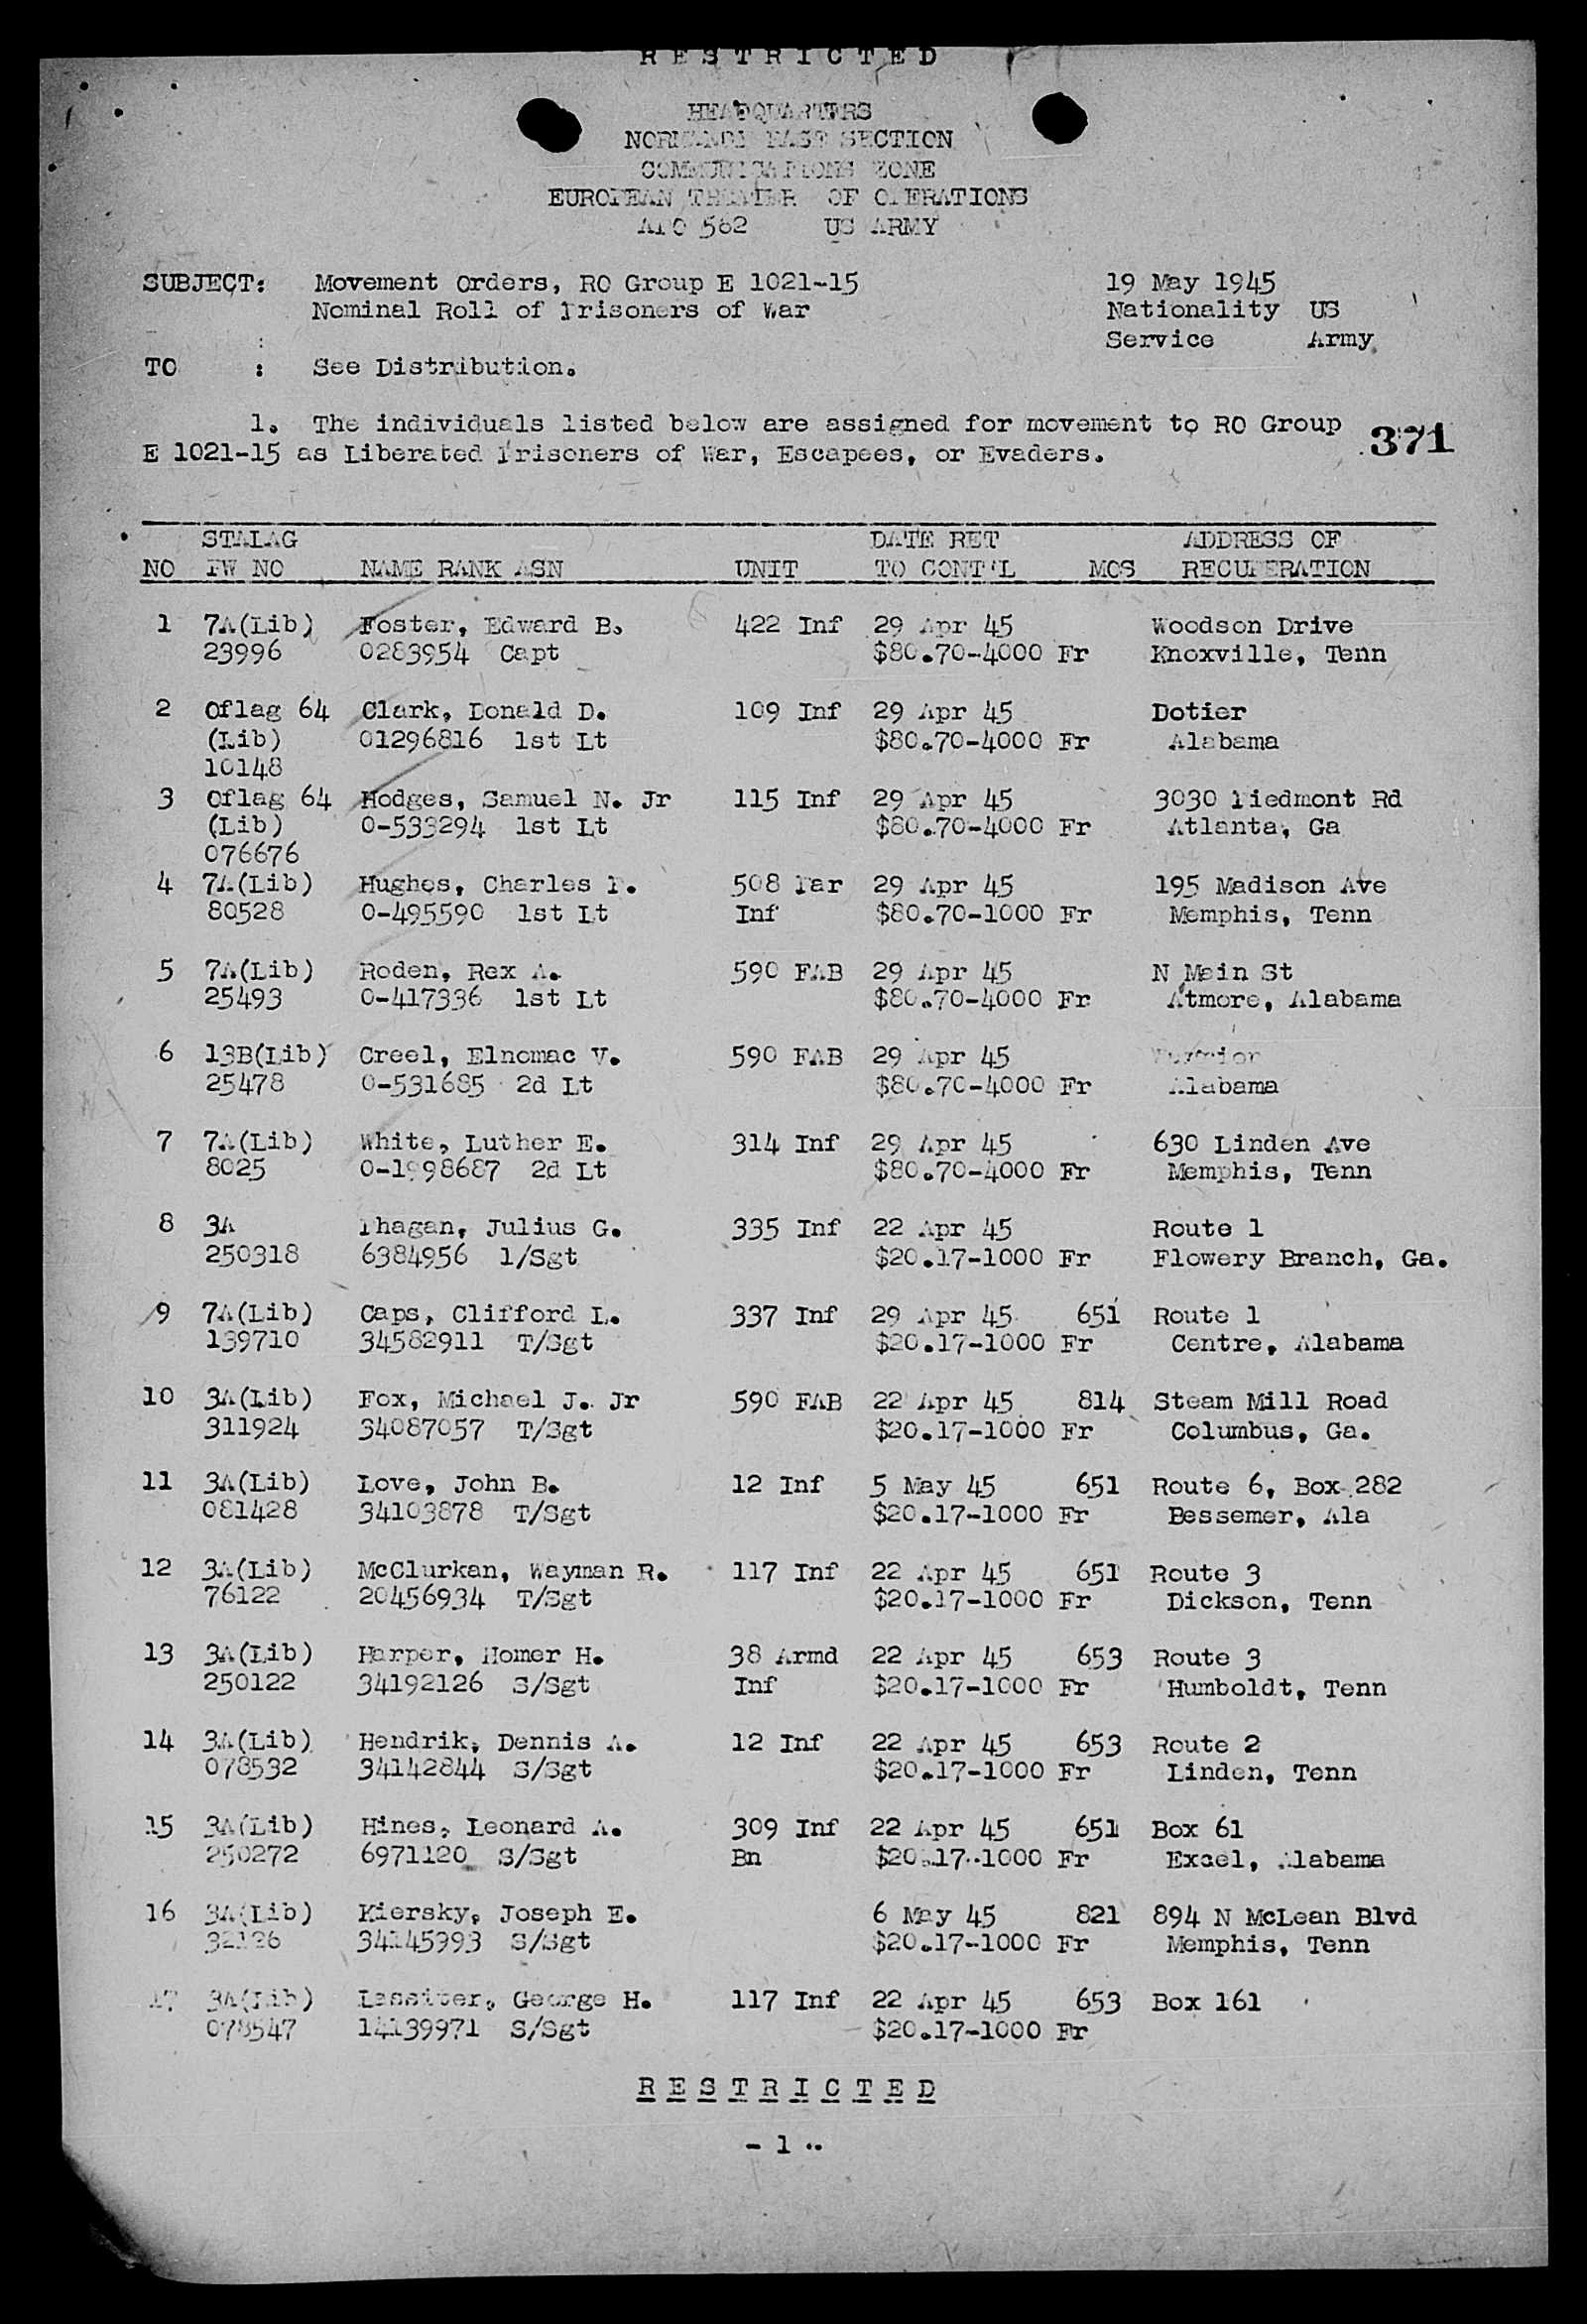 RESTRICTED
HEADQUARTERS
NORMANDY BASE SECTION
COMMUNICATIONS ZONE
EUROPEAN THEATER OF OPERATIONS
APO 562 US ARMY
SUBJECT: Movement Orders, RO Group E 1021-15 19 May 1945
Nominal Roll of Prisoners of War Nationality US
Service Army
TO : See Distribution.
1. The individuals listed below are assigned for movement to RO Group
E 1021-15 as Liberated Prisoners of War, Escapees, or Evaders.
371
STALAG DATE RET ADDRESS OF
NO PW NO NAME RANK ASN UNIT TO CONT'L MOS RECUPERATION
1 7A(Lib) Foster, Edward B. 422 Inf 29 Apr 45 Woodson Drive
23996 0283954 Capt $80.70-4000 Fr Knoxville, Tenn
2 Oflag 64 Clark, Donald D. 109 Inf 29 Apr 45 Dotier
(Lib) 01296816 1st Lt $80.70-4000 Fr Alabama
10148
3 Oflag 64 Hodges, Samuel N. Jr 115 Inf 29 Apr 45 3030 Piedmont Rd
(Lib) 0-533294 1st Lt $80.70-4000 Fr Atlanta, Ga
076676
4 7A(Lib) Hughes, Charles P. 508 Par 29 Apr 45 195 Madison Ave
80528 0-495590 1st Lt Inf $80.70-1000 Fr Memphis, Tenn
5 7A(Lib) Roden, Rex A. 590 FAB 29 Apr 45 N Main St
25493 0-417336 1st Lt $80.70-4000 Fr Atmore, Alabama
6 13B(Lib) Creel, Elnomac V. 590 FAB 29 Apr 45
25478 0-531685 2d Lt $80.70-4000 Fr Alabama
7 7A(Lib) White, Luther E. 314 Inf 29 Apr 45 630 Linden Ave
8025 0-1998687 2d Lt $80.70-4000 Fr Memphis, Tenn
8 3A Phagan, Julius G. 335 Inf 22 Apr 45 Route 1
250318 6384956 1/Sgt $20.17-1000 Fr Flowery Branch, Ga.
9 7A(Lib) Caps, Clifford L. 337 Inf 29 Apr 45 651 Route 1
139710 34582911 T/Sgt $20.17-1000 Fr Centre, Alabama
10 3A(Lib) Fox, Michael J. Jr 590 FAB 22 Apr 45 814 Steam Mill Road
311924 34087057 T/Sgt $20.17-1000 Fr Columbus, Ga.
11 3A(Lib) Love, John B. 12 Inf 5 May 45 651 Route 6, Box 282
081428 34103878 T/Sgt $20.17-1000 Fr Bessemer, Ala
12 3A(Lib) McClurkan, Wayman R. 117 Inf 22 Apr 45 651 Route 3
76122 20456934 T/Sgt $20.17-1000 Fr Dickson, Tenn
13 3A(Lib) Harper, Homer H. 38 Armd 22 Apr 45 653 Route 3
250122 34192126 S/Sgt Inf $20.17-1000 Fr Humboldt, Tenn
14 3A(Lib) Hendrik, Dennis A. 12 Inf 22 Apr 45 653 Route 2
078532 34142844 S/Sgt $20.17-1000 Fr Linden, Tenn
15 3A(Lib) Hines, Leonard A. 309 Inf 22 Apr 45 651 Box 61
250272 6971120 S/Sgt Bn $20.17-1000 Fr Excel, Alabama
16 3A(Lib) Kiersky, Joseph E. 6 May 45 821 894 N McLean Blvd
32126 34145993 S/Sgt $20.17-1000 Fr Memphis, Tenn
17 3A(Lib) Lassiter, George H. 117 Inf 22 Apr 45 653 Box 161
078547 14139971 S/Sgt $20.17-1000 Fr
RESTRICTED
- 1 -